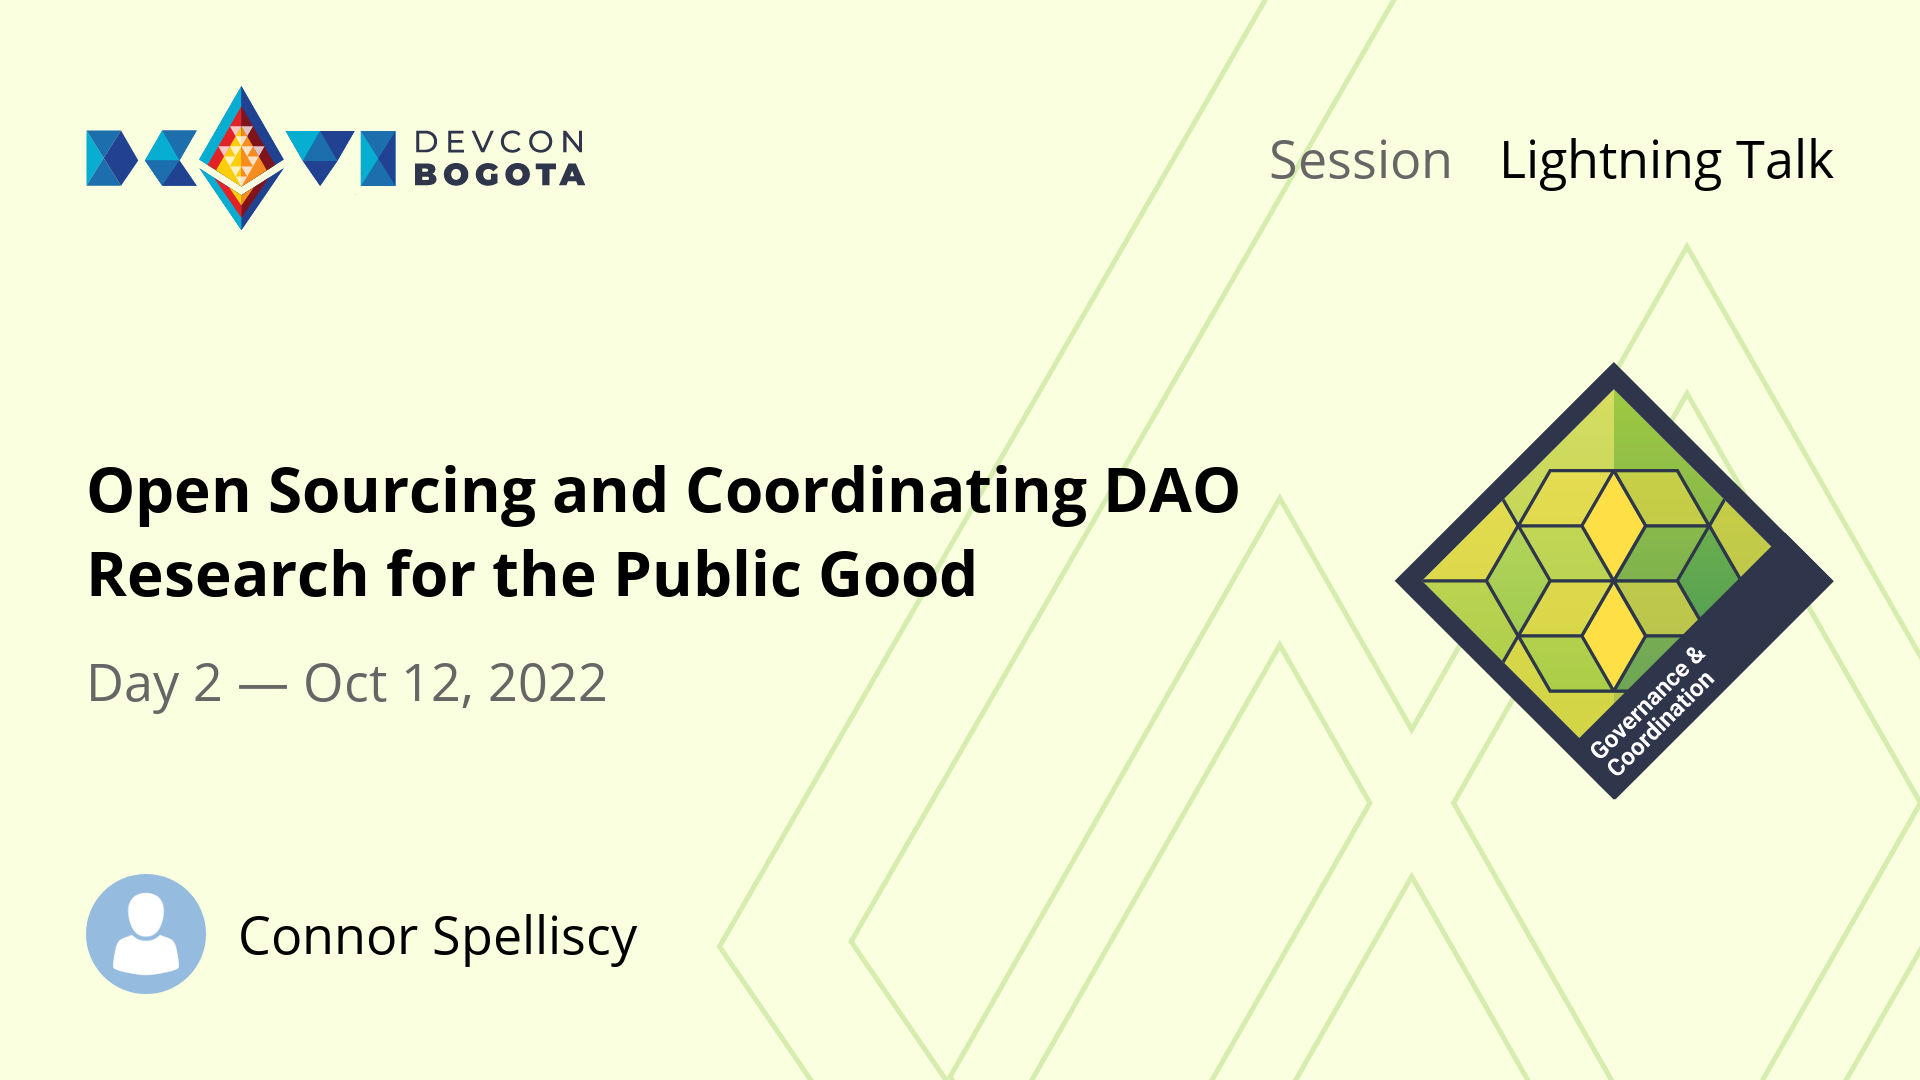 DEVCON
BOGOTA
Session Lightning Talk
Open Sourcing and Coordinating DAO
Research for the Public Good
Day 2 — Oct 12, 2022
Governance &
Coordination
Connor Spelliscy